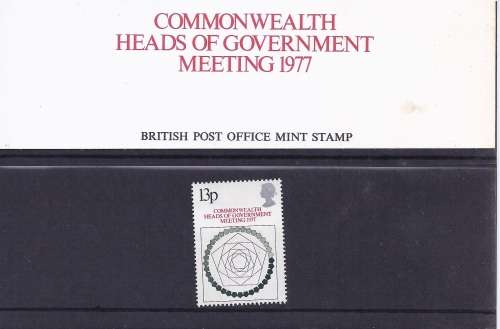 COMMONWEALTH
HEADS OF GOVERNMENT
MEETING 1977
BRITISH POST OFFICE MINT STAMP
13p
COMMONWEALTH
HEADS OF GOVERNMENT
MEETING 1977